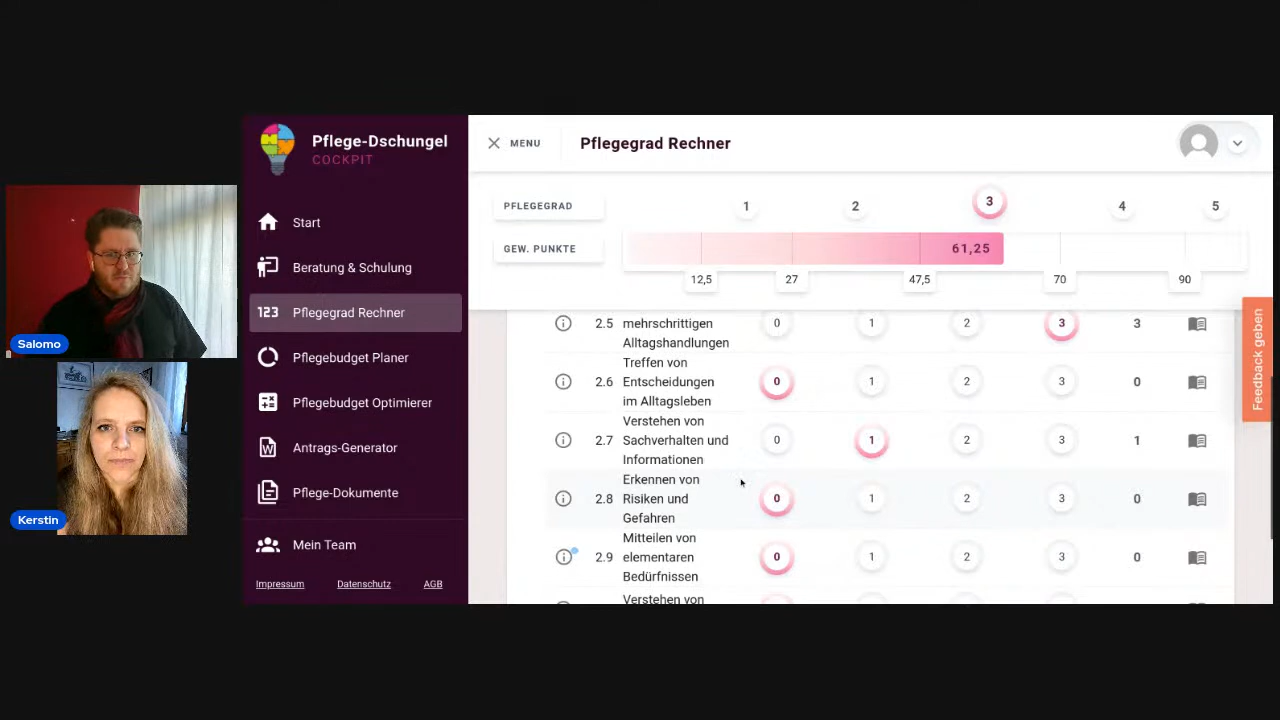 Pflege-Dschungel
COCKPIT
Start
Beratung & Schulung
123 Pflegegrad Rechner
Pflegebudget Planer
Pflegebudget Optimierer
Antrags-Generator
Pflege-Dokumente
Mein Team
Impressum Datenschutz AGB
Salomo
Kerstin
MENU
Pflegegrad Rechner
PFLEGEGRAD 1 2 3 4 5
GEW. PUNKTE 61,25
12,5 27 47,5 70 90
2.5 mehrschrittigen 0 1 2 3 3
Alltagshandlungen
Treffen von
2.6 Entscheidungen 0 1 2 3 0
im Alltagsleben
Verstehen von
2.7 Sachverhalten und 0 1 2 3 1
Informationen
Erkennen von
2.8 Risiken und 0 1 2 3 0
Gefahren
Mitteilen von
2.9 elementaren 0 1 2 3 0
Bedürfnissen
Verstehen von
Feedback geben